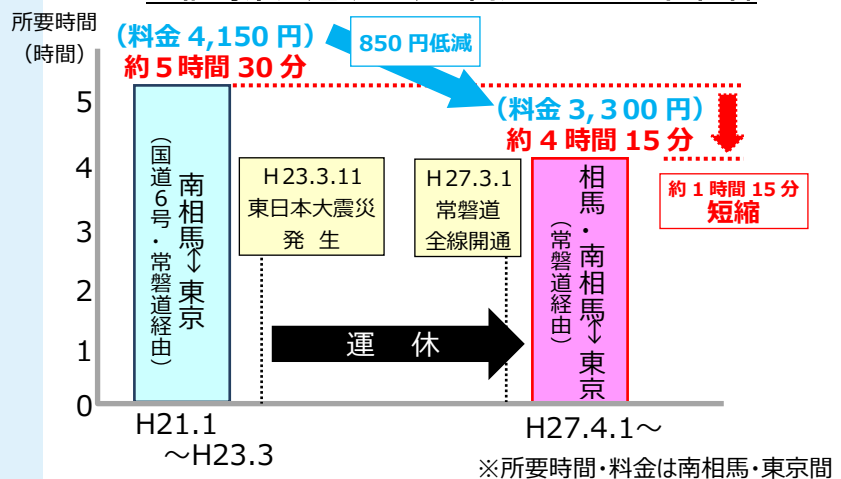 所要時間
（時間）
（料金 4,150 円）
約５時間 30 分
850 円低減
（料金 3,３00 円）
約 4 時間 15 分
約 1 時間 15 分
短縮
5
4
3
2
1
0
南相馬↔東京
（国道６号・常磐道経由）
H23.3.11
東日本大震災
発 生
H27.3.1
常磐道
全線開通
相馬・南相馬↔東京
（常磐道経由）
運 休
H21.1
～H23.3
H27.4.1～
※所要時間・料金は南相馬・東京間